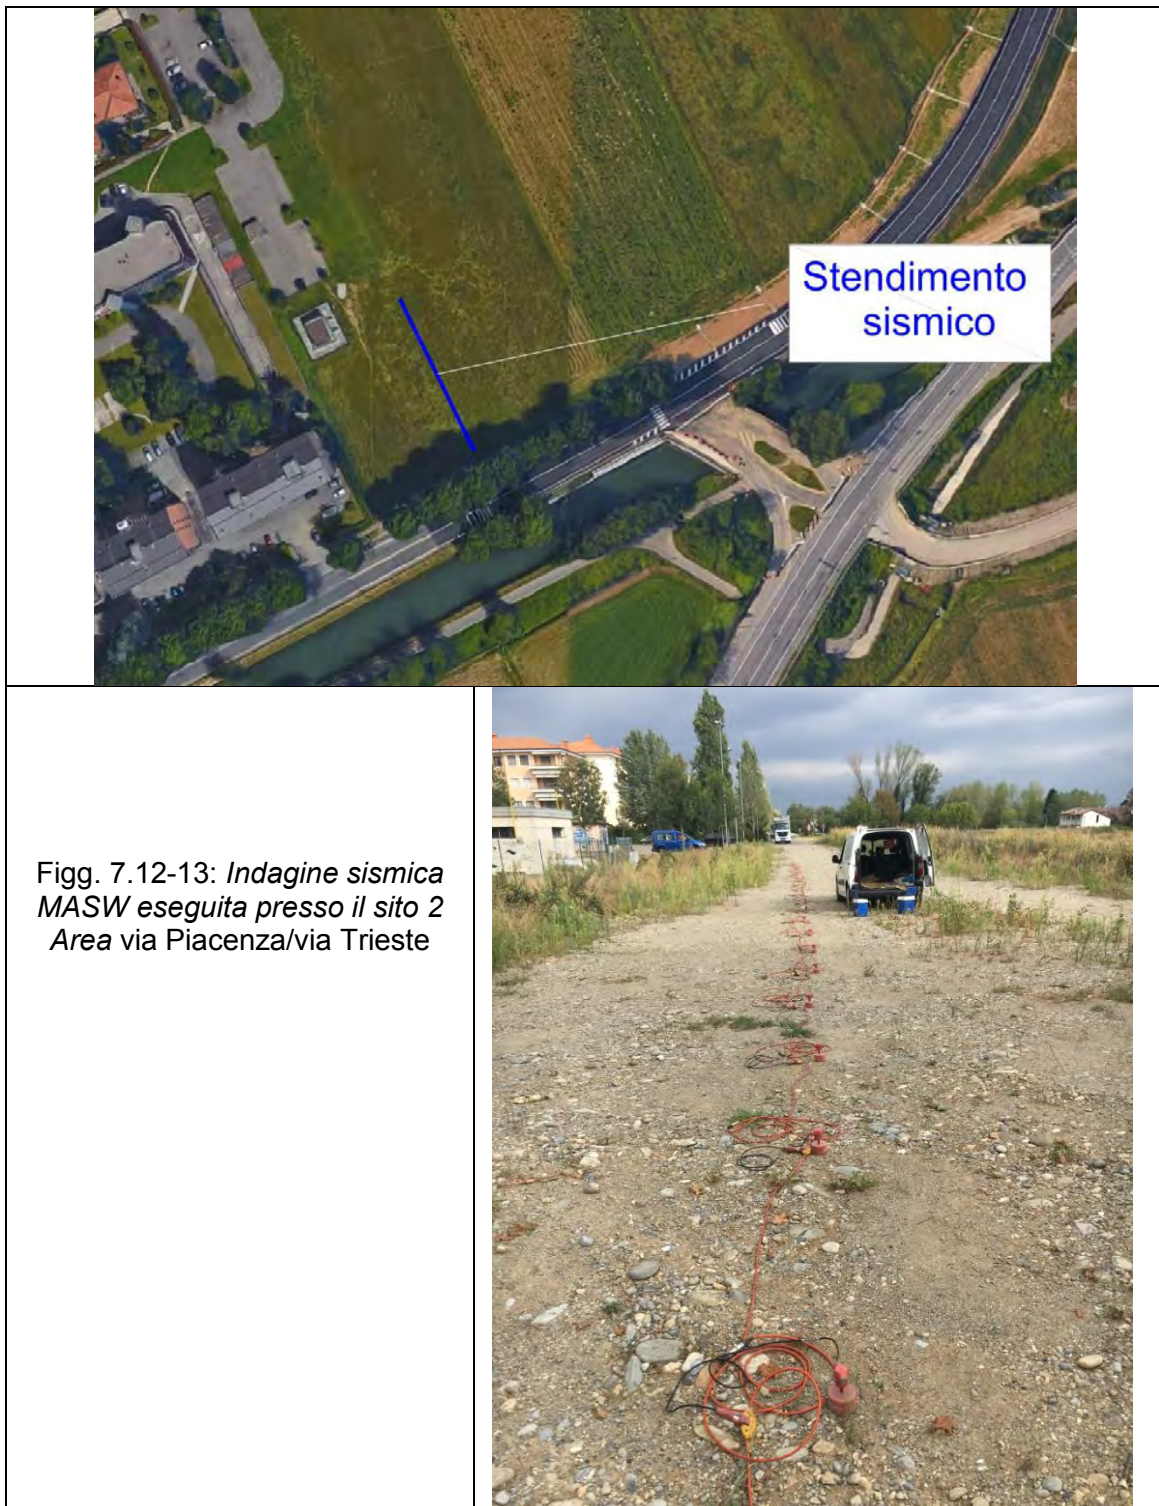 Stendimento
sismico
Figg. 7.12-13: Indagine sismica
MASW eseguita presso il sito 2
Area via Piacenza/via Trieste